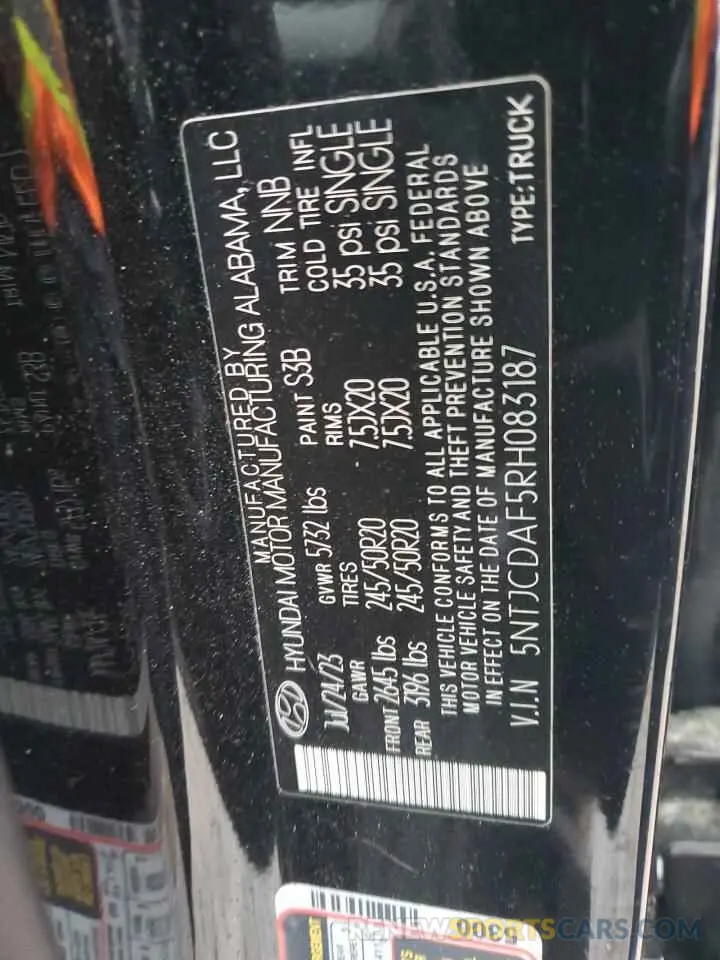 MANUFACTURED BY
HYUNDAI MOTOR MANUFACTURING ALABAMA, LLC
JUL/24/23 GVWR 5732 lbs PAINT S3B TRIM NNB
GAWR TIRES RIMS COLD TIRE INFL
FRONT 2645 lbs 245/50R20 7.5JX20 35 psi SINGLE
REAR 3196 lbs 245/50R20 7.5JX20 35 psi SINGLE
THIS VEHICLE CONFORMS TO ALL APPLICABLE U.S.A. FEDERAL
MOTOR VEHICLE SAFETY AND THEFT PREVENTION STANDARDS
IN EFFECT ON THE DATE OF MANUFACTURE SHOWN ABOVE
V.I.N 5NTJCDAF5RH083187 TYPE:TRUCK
RENEWSPORTSCARS.COM